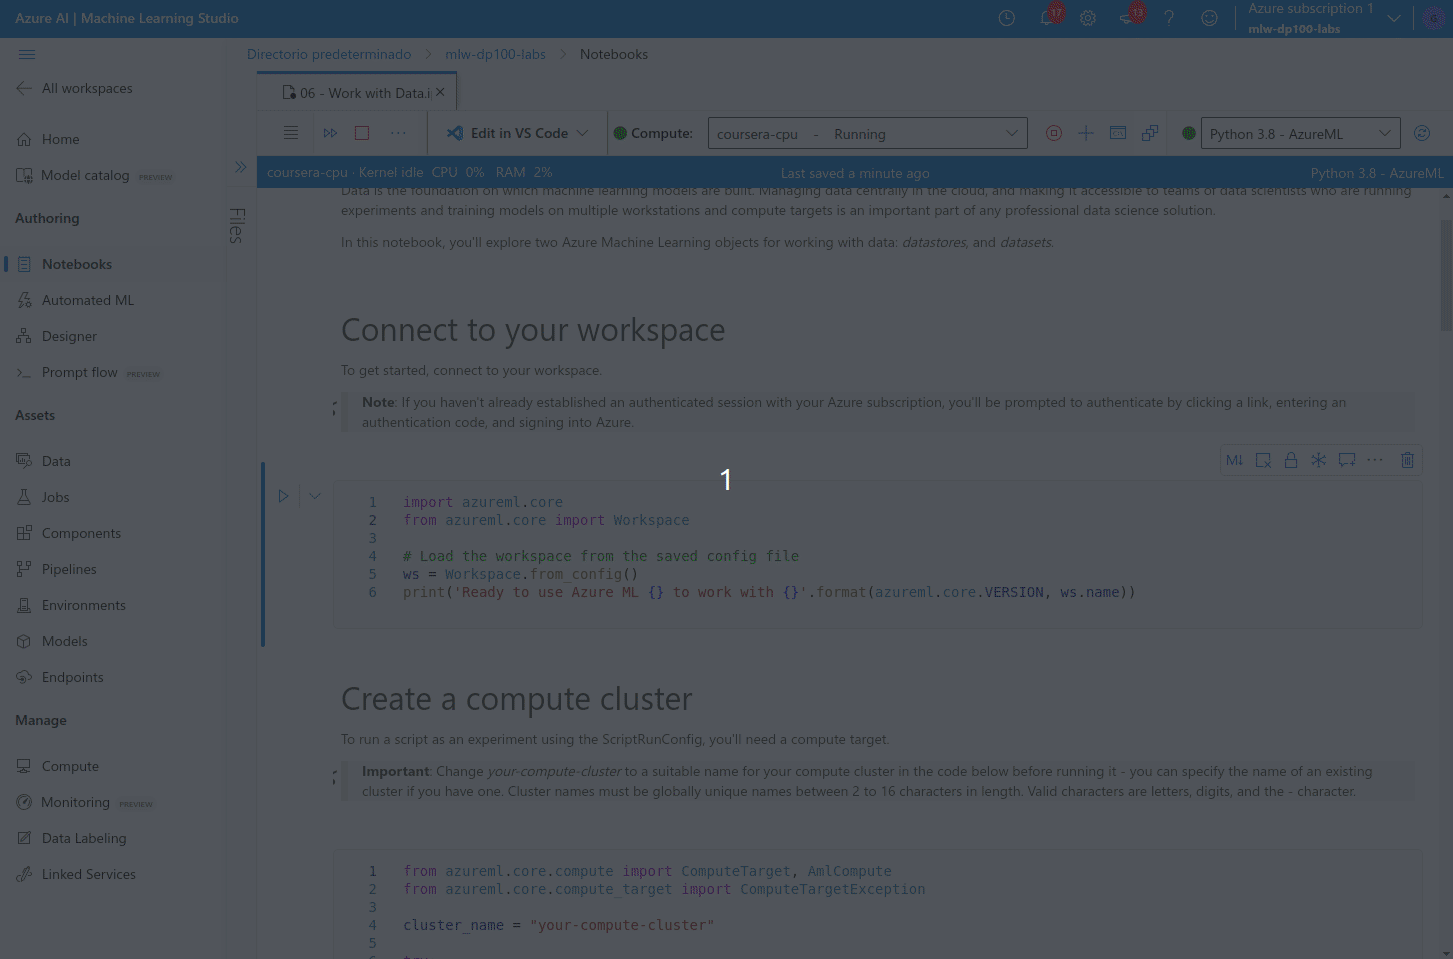 Azure AI | Machine Learning Studio
17
13
Azure subscription 1
mlw-dp100-labs
Directorio predeterminado > mlw-dp100-labs > Notebooks
All workspaces
Home
Model catalog PREVIEW
Authoring
Notebooks
Automated ML
Designer
Prompt flow PREVIEW
Assets
Data
Jobs
Components
Pipelines
Environments
Models
Endpoints
Manage
Compute
Monitoring PREVIEW
Data Labeling
Linked Services
Files
06 - Work with Data.i
Edit in VS Code
Compute:
coursera-cpu - Running
Python 3.8 - AzureML
coursera-cpu · Kernel idle CPU 0% RAM 2%
Last saved a minute ago
Python 3.8 - AzureML
Data is the foundation on which machine learning models are built. Managing data centrally in the cloud, and making it accessible to teams of data scientists who are running
experiments and training models on multiple workstations and compute targets is an important part of any professional data science solution.
In this notebook, you'll explore two Azure Machine Learning objects for working with data: datastores, and datasets.
Connect to your workspace
To get started, connect to your workspace.
Note: If you haven't already established an authenticated session with your Azure subscription, you'll be prompted to authenticate by clicking a link, entering an
authentication code, and signing into Azure.
M↓
1
1 import azureml.core
2 from azureml.core import Workspace
3
4 # Load the workspace from the saved config file
5 ws = Workspace.from_config()
6 print('Ready to use Azure ML {} to work with {}'.format(azureml.core.VERSION, ws.name))
Create a compute cluster
To run a script as an experiment using the ScriptRunConfig, you'll need a compute target.
Important: Change your-compute-cluster to a suitable name for your compute cluster in the code below before running it - you can specify the name of an existing
cluster if you have one. Cluster names must be globally unique names between 2 to 16 characters in length. Valid characters are letters, digits, and the - character.
1 from azureml.core.compute import ComputeTarget, AmlCompute
2 from azureml.core.compute_target import ComputeTargetException
3
4 cluster_name = "your-compute-cluster"
5